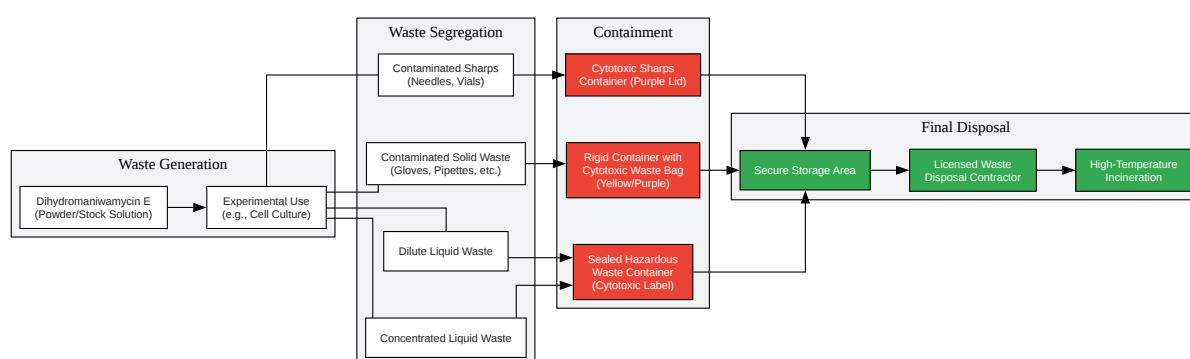 Waste Generation
Dihydromaniwamycin E
(Powder/Stock Solution)
Experimental Use
(e.g., Cell Culture)
Waste Segregation
Contaminated Sharps
(Needles, Vials)
Contaminated Solid Waste
(Gloves, Pipettes, etc.)
Dilute Liquid Waste
Concentrated Liquid Waste
Containment
Cytotoxic Sharps
Container (Purple Lid)
Rigid Container with
Cytotoxic Waste Bag
(Yellow/Purple)
Sealed Hazardous
Waste Container
(Cytotoxic Label)
Final Disposal
Secure Storage Area
Licensed Waste
Disposal Contractor
High-Temperature
Incineration